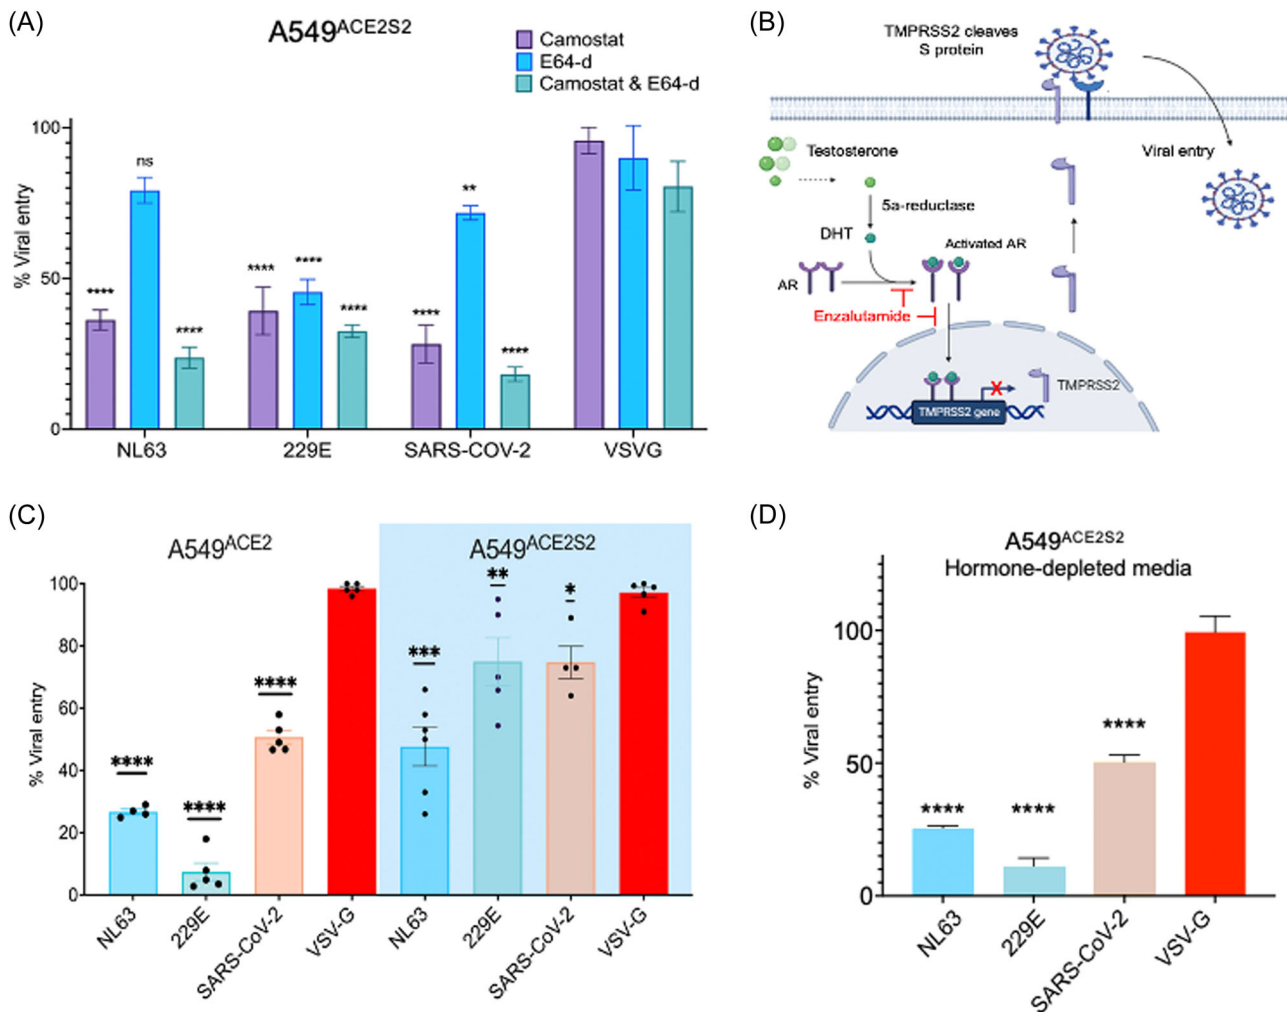 (A)
A549ACE2S2
Camostat
E64-d
Camostat & E64-d
% Viral entry
100
50
0
****
ns
****
****
****
****
****
**
****
NL63
229E
SARS-COV-2
VSVG
(B)
TMPRSS2 cleaves
S protein
Testosterone
Viral entry
5a-reductase
DHT
Activated AR
AR
Enzalutamide
X
TMPRSS2
TMPRSS2 gene
(C)
A549ACE2
A549ACE2S2
% Viral entry
100
80
60
40
20
0
****
****
****
***
**
*
NL63
229E
SARS-CoV-2
VSV-G
NL63
229E
SARS-CoV-2
VSV-G
(D)
A549ACE2S2
Hormone-depleted media
% Viral entry
100
50
0
****
****
****
NL63
229E
SARS-CoV-2
VSV-G